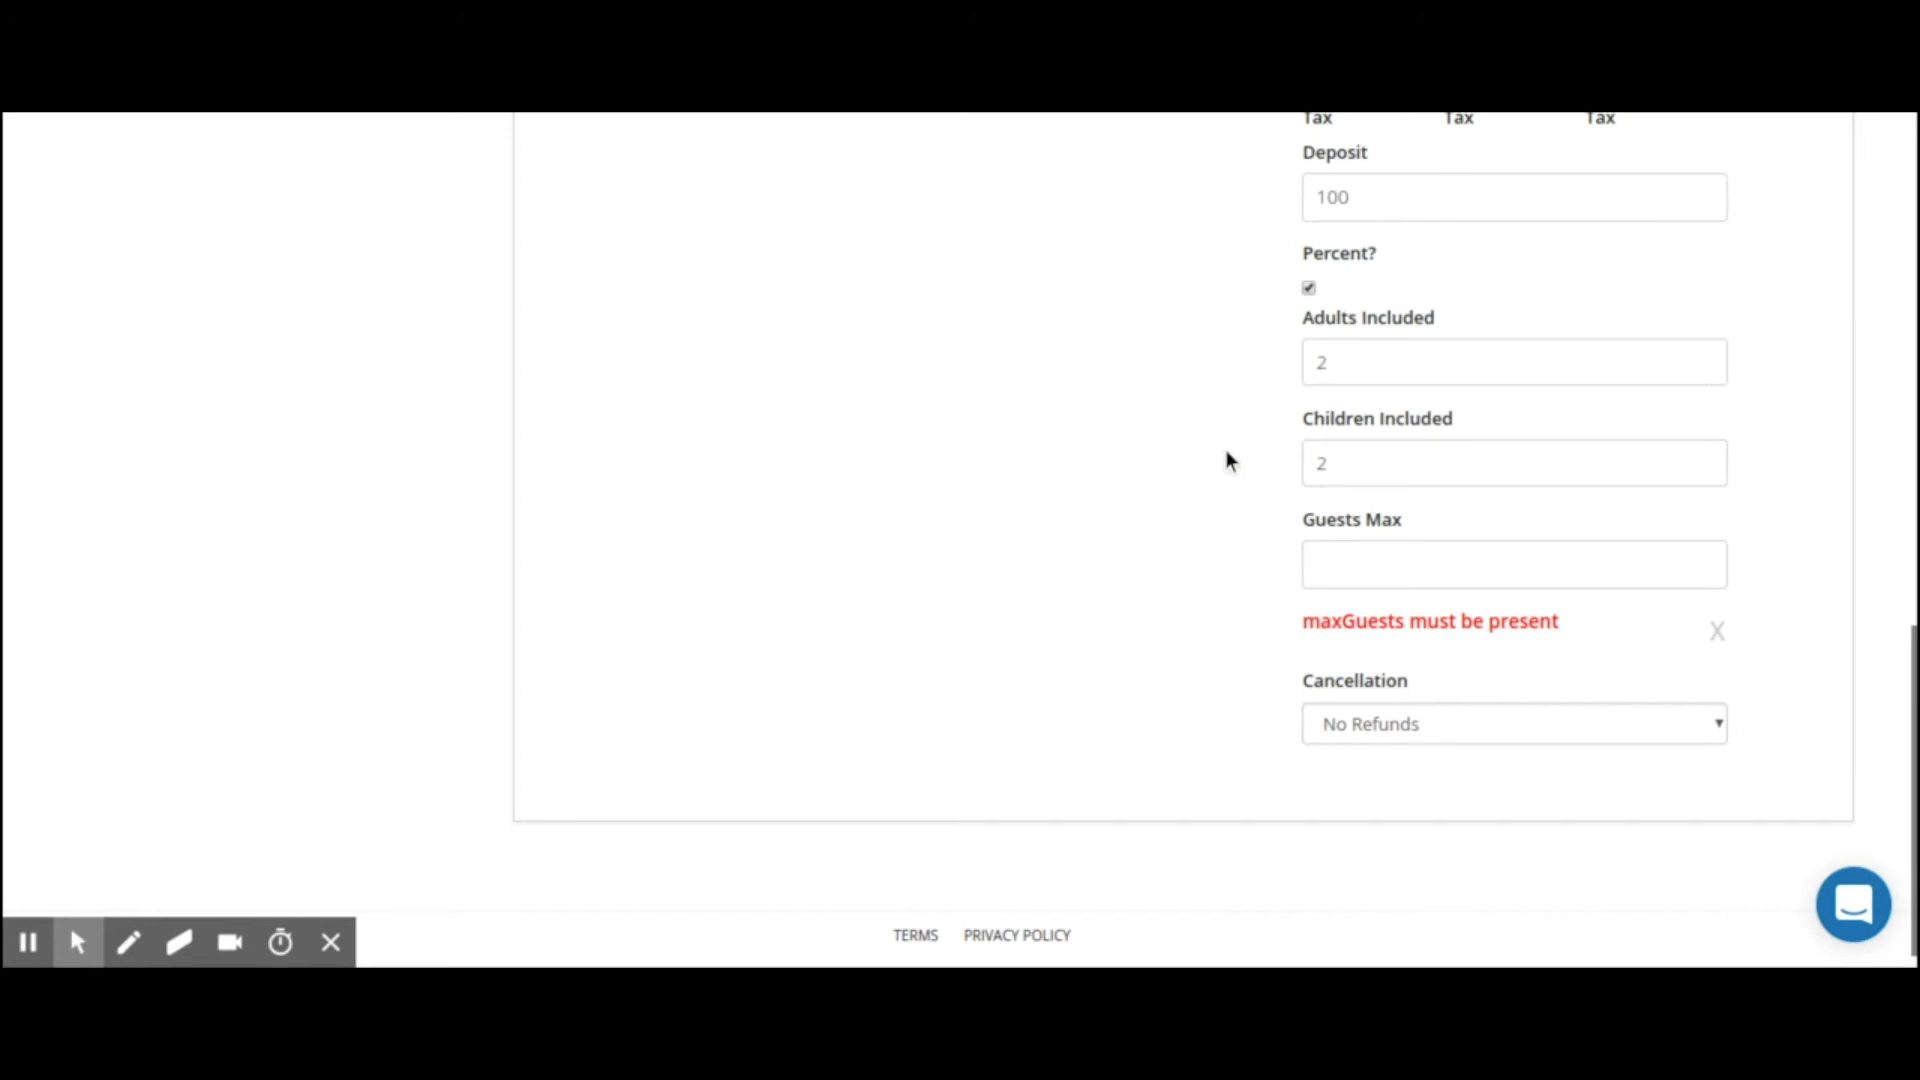 Tax Tax Tax
Deposit
100
Percent?
Adults Included
2
Children Included
2
Guests Max
maxGuests must be present
X
Cancellation
No Refunds
TERMS PRIVACY POLICY